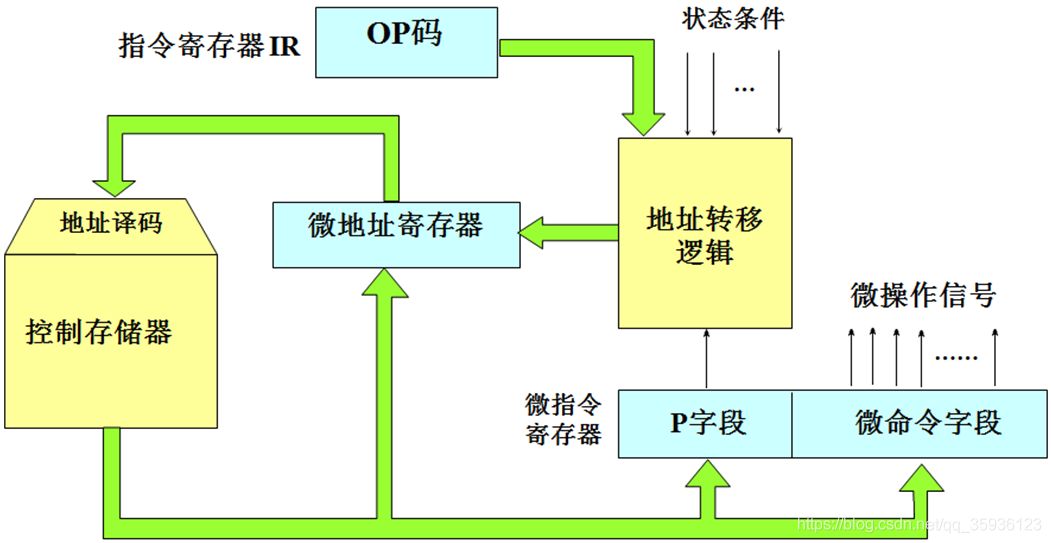 指令寄存器IR
OP码
状态条件
...
地址译码
微地址寄存器
地址转移
逻辑
控制存储器
微操作信号
......
微指令
寄存器
P字段
微命令字段
https://blog.csdn.net/qq_35936123